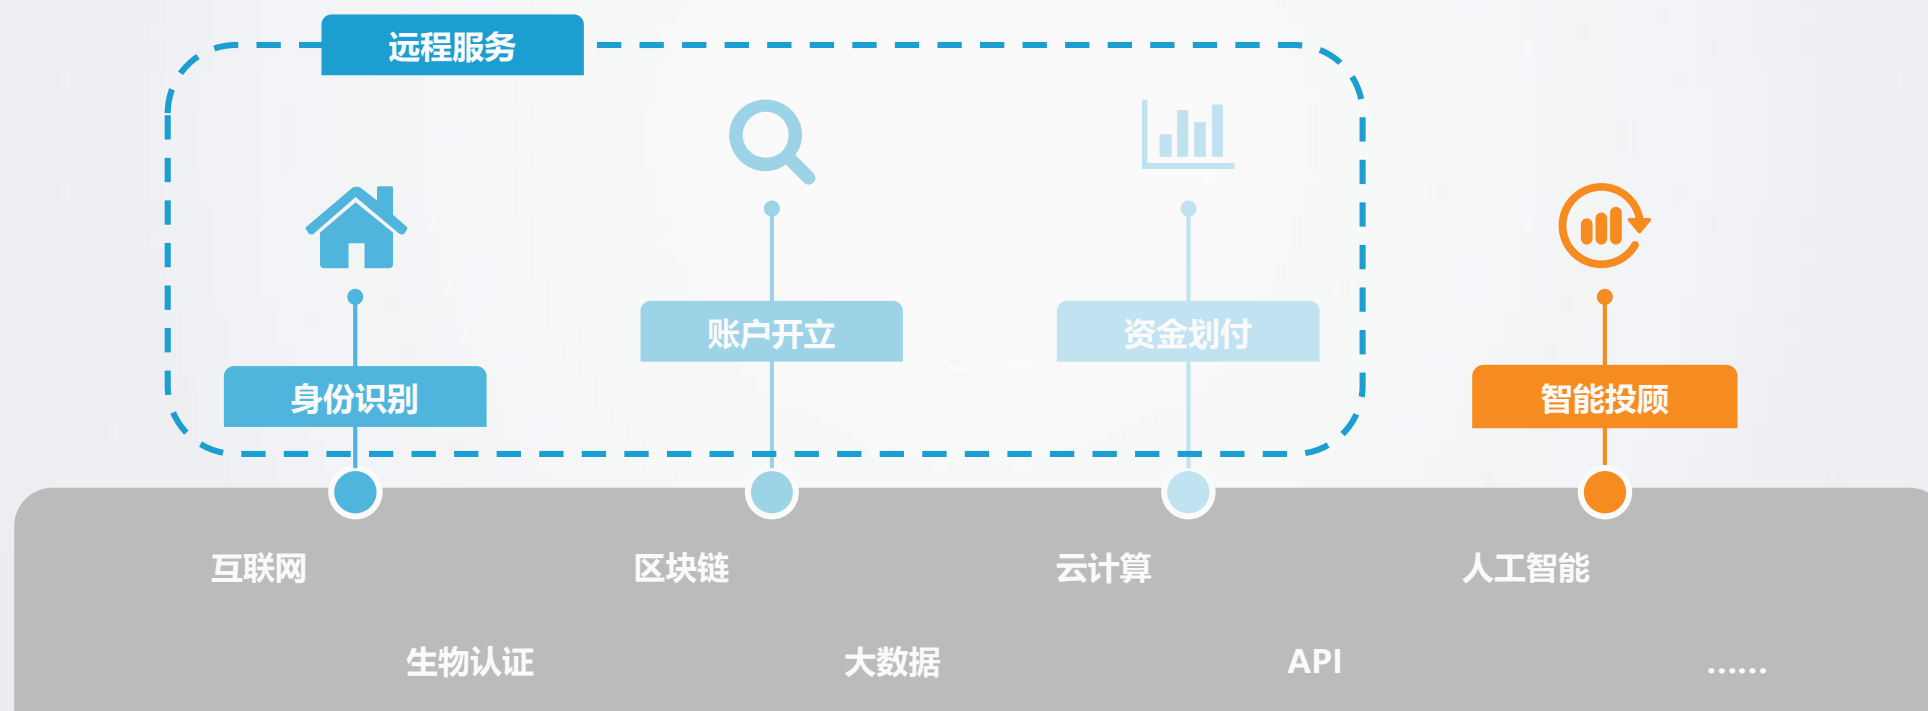 远程服务
身份识别
账户开立
资金划付
智能投顾
互联网
区块链
云计算
人工智能
生物认证
大数据
API
......